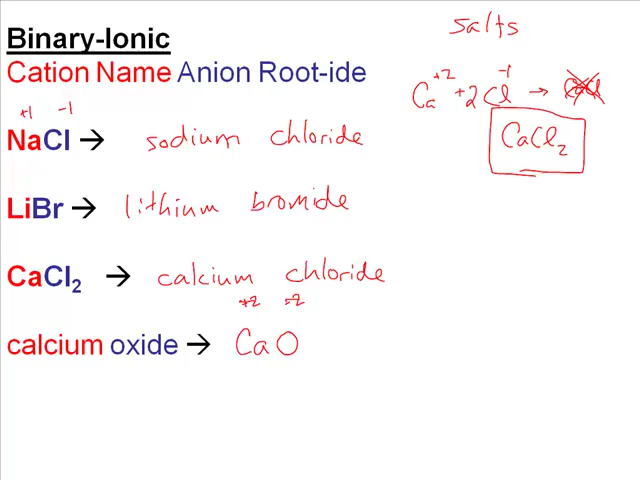 Binary-Ionic
salts
Cation Name Anion Root-ide
Ca+2 + 2Cl-1 → CaCl
CaCl2
+1 -1
NaCl → sodium chloride
LiBr → lithium bromide
CaCl2 → calcium chloride
+2 -2
calcium oxide → CaO